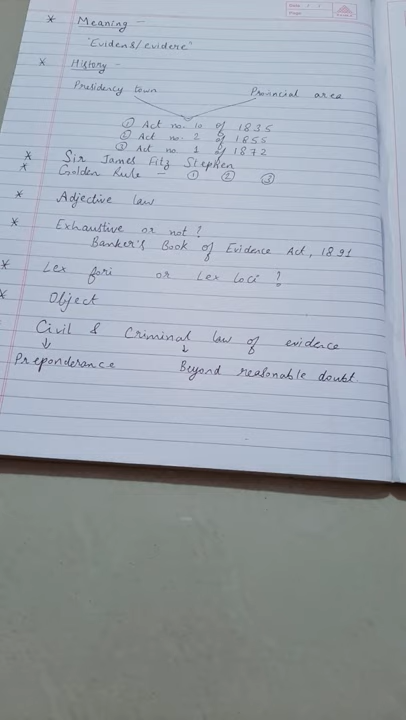 Date / /
Page
* Meaning -
"Evidens/evidere"
* History -
Presidency town Provincial area
① Act no. 10 of 1835
② Act no. 2 of 1855
③ Act no 1 of 1872
* Sir James Fitz Stephen
* Golden Rule - ① ② ③
* Adjective law
* Exhaustive or not?
Banker's Book of Evidence Act, 1891
* Lex fori or Lex Loci?
* Object
Civil & Criminal law of evidence
↓ ↓
Preponderance Beyond reasonable doubt.